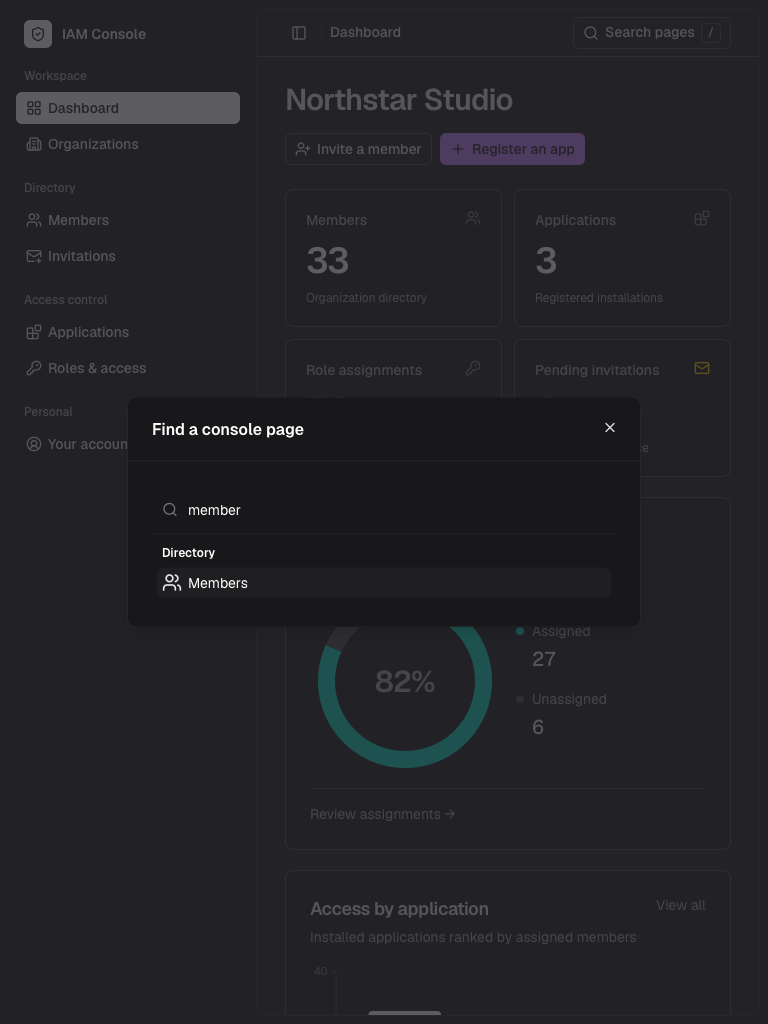 IAM Console
Workspace
Dashboard
Organizations
Directory
Members
Invitations
Access control
Applications
Roles & access
Personal
Your accoun
Dashboard
Search pages /
Northstar Studio
Invite a member
Register an app
Members
33
Organization directory
Applications
3
Registered installations
Role assignments
Pending invitations
Find a console page
member
Directory
Members
82%
Assigned
27
Unassigned
6
Review assignments →
Access by application
View all
Installed applications ranked by assigned members
40